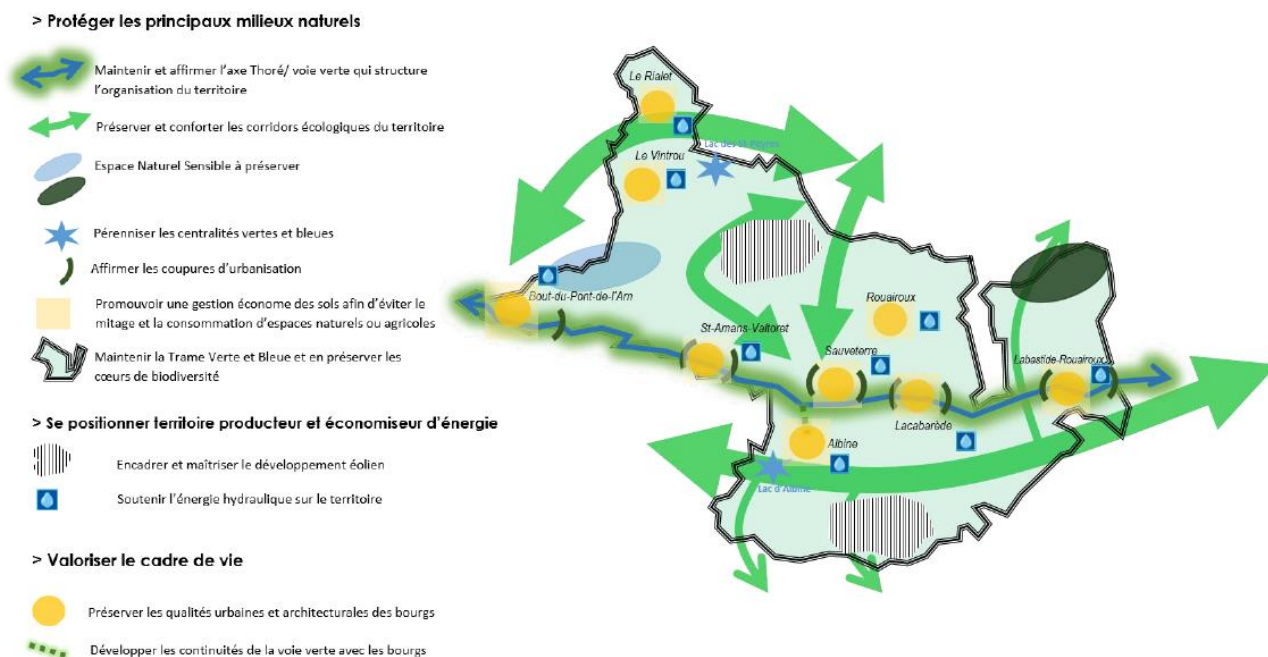 > Protéger les principaux milieux naturels
Maintenir et affirmer l'axe Thoré/ voie verte qui structure
l'organisation du territoire
Préserver et conforter les corridors écologiques du territoire
Espace Naturel Sensible à préserver
Pérenniser les centralités vertes et bleues
Affirmer les coupures d'urbanisation
Promouvoir une gestion économe des sols afin d'éviter le
mitage et la consommation d'espaces naturels ou agricoles
Maintenir la Trame Verte et Bleue et en préserver les
cœurs de biodiversité
> Se positionner territoire producteur et économiseur d'énergie
Encadrer et maîtriser le développement éolien
Soutenir l'énergie hydraulique sur le territoire
> Valoriser le cadre de vie
Préserver les qualités urbaines et architecturales des bourgs
Développer les continuités de la voie verte avec les bourgs
Le Rialet
Lac des St Peyres
Le Vintrou
Bout-du-Pont-de-l'Arn
Rouairoux
St-Amans-Valtoret
Sauveterre
Labastide-Rouairoux
Lacabarède
Albine
Lac d'Albine